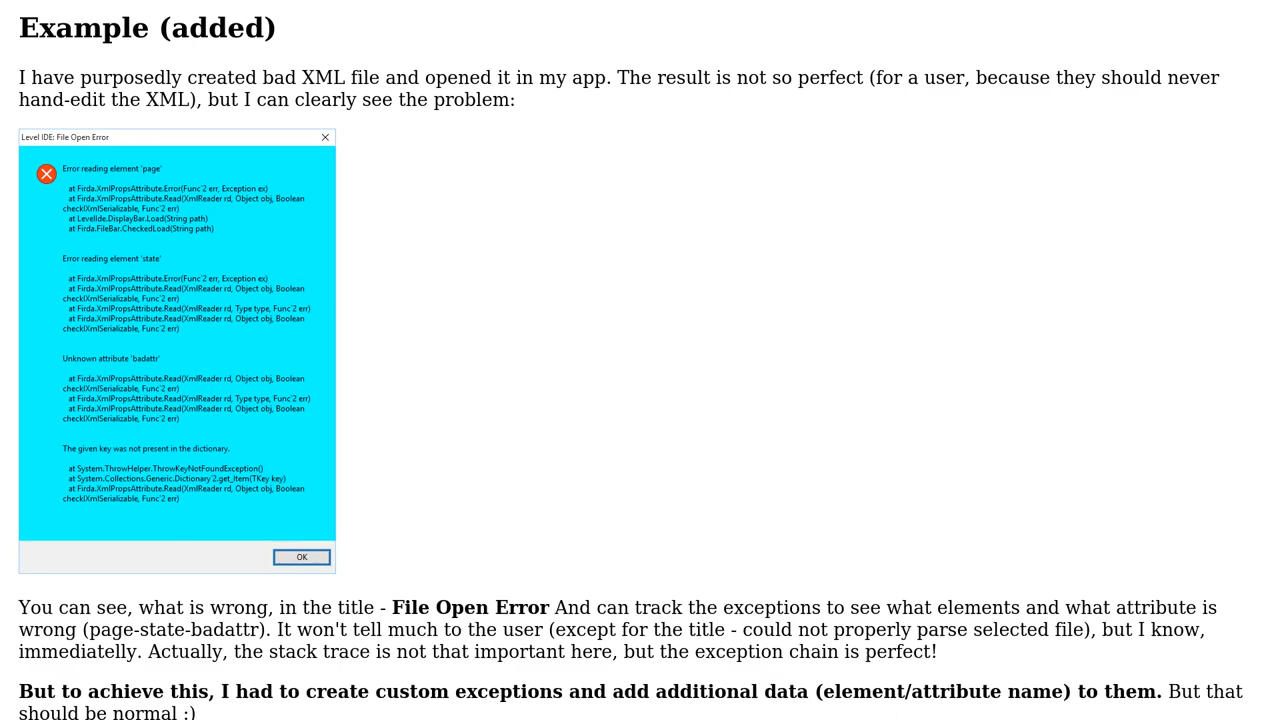 Example (added)
I have purposedly created bad XML file and opened it in my app. The result is not so perfect (for a user, because they should never
hand-edit the XML), but I can clearly see the problem:
Level IDE: File Open Error
Error reading element 'page'
at Firda.XmlPropsAttribute.Error(Func`2 err, Exception ex)
at Firda.XmlPropsAttribute.Read(XmlReader rd, Object obj, Boolean
checkIXmlSerializable, Func`2 err)
at LevelIde.DisplayBar.Load(String path)
at Firda.FileBar.CheckedLoad(String path)
Error reading element 'state'
at Firda.XmlPropsAttribute.Error(Func`2 err, Exception ex)
at Firda.XmlPropsAttribute.Read(XmlReader rd, Object obj, Boolean
checkIXmlSerializable, Func`2 err)
at Firda.XmlPropsAttribute.Read(XmlReader rd, Type type, Func`2 err)
at Firda.XmlPropsAttribute.Read(XmlReader rd, Object obj, Boolean
checkIXmlSerializable, Func`2 err)
Unknown attribute 'badattr'
at Firda.XmlPropsAttribute.Read(XmlReader rd, Object obj, Boolean
checkIXmlSerializable, Func`2 err)
at Firda.XmlPropsAttribute.Read(XmlReader rd, Type type, Func`2 err)
at Firda.XmlPropsAttribute.Read(XmlReader rd, Object obj, Boolean
checkIXmlSerializable, Func`2 err)
The given key was not present in the dictionary.
at System.ThrowHelper.ThrowKeyNotFoundException()
at System.Collections.Generic.Dictionary`2.get_Item(TKey key)
at Firda.XmlPropsAttribute.Read(XmlReader rd, Object obj, Boolean
checkIXmlSerializable, Func`2 err)
OK
You can see, what is wrong, in the title - File Open Error And can track the exceptions to see what elements and what attribute is
wrong (page-state-badattr). It won't tell much to the user (except for the title - could not properly parse selected file), but I know,
immediatelly. Actually, the stack trace is not that important here, but the exception chain is perfect!
But to achieve this, I had to create custom exceptions and add additional data (element/attribute name) to them. But that
should be normal :)